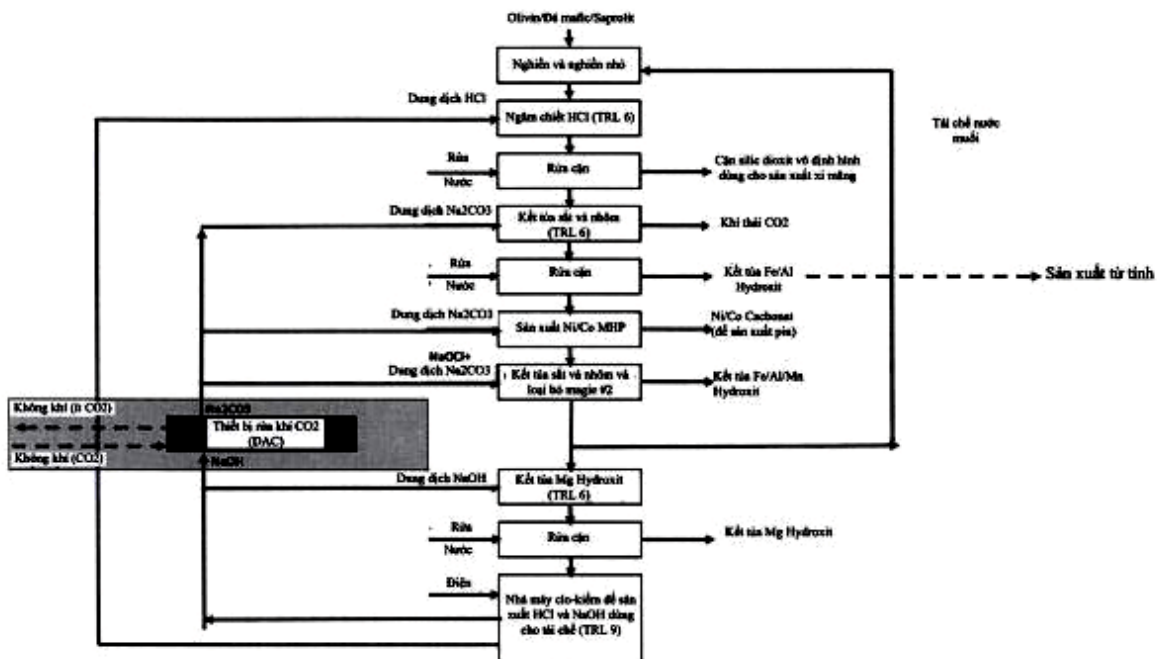 Olivin/Đá mafic/Saprolit
Nghiền và nghiền nhỏ
Dung dịch HCl
Ngâm chiết HCl (TRL 6)
Tái chế nước
muối
Rửa
Nước
Rửa cặn
Cặn silic dioxit vô định hình
dùng cho sản xuất xi măng
Dung dịch Na2CO3
Kết tủa sắt và nhôm
(TRL 6)
Khí thải CO2
Rửa
Nước
Rửa cặn
Kết tủa Fe/Al
Hydroxit
Sản xuất từ tính
Dung dịch Na2CO3
Sản xuất Ni/Co MHP
Ni/Co Cacbonat
(để sản xuất pin)
NaOCl+
Dung dịch Na2CO3
Kết tủa sắt và nhôm và
loại bỏ magie #2
Kết tủa Fe/Al/Mn
Hydroxit
Không khí (ít CO2)
Na2CO3
Thiết bị rửa khí CO2
(DAC)
Không khí (CO2)
NaOH
Dung dịch NaOH
Kết tủa Mg Hydroxit
(TRL 6)
Rửa
Nước
Rửa cặn
Kết tủa Mg Hydroxit
Điện
Nhà máy clo-kiềm để sản
xuất HCl và NaOH dùng
cho tái chế (TRL 9)